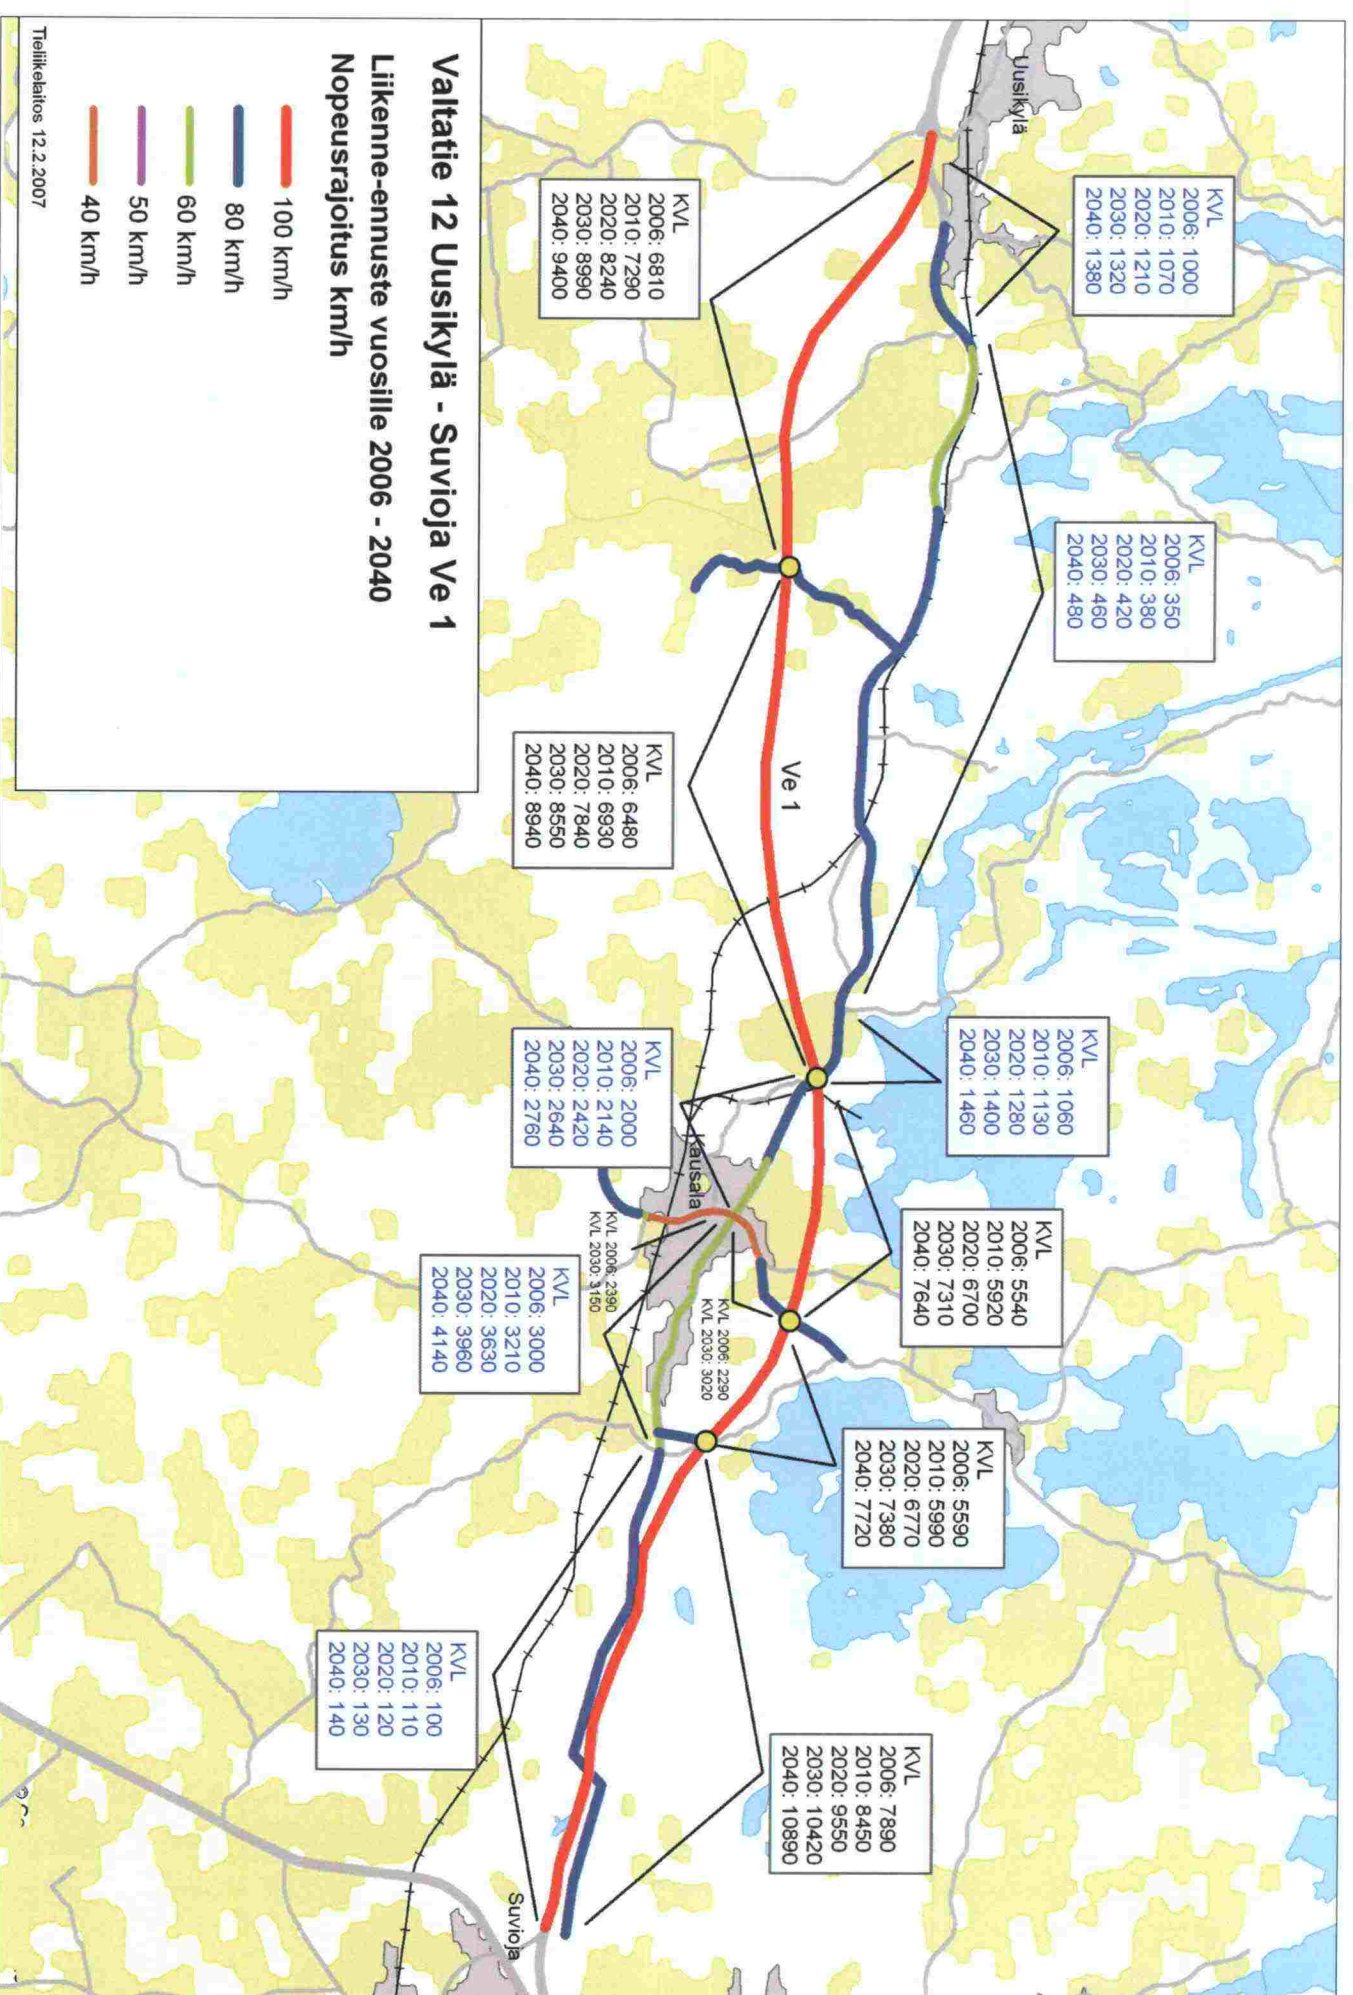 Valtatie 12 Uusikylä - Suvioja Ve 1
Liikenne-ennuste vuosille 2006 - 2040
Nopeusrajoitus km/h
100 km/h
80 km/h
60 km/h
50 km/h
40 km/h
Tieliikelaitos 12.2.2007
Uusikylä
KVL
2006: 1000
2010: 1070
2020: 1210
2030: 1320
2040: 1380
KVL
2006: 6810
2010: 7290
2020: 8240
2030: 8990
2040: 9400
KVL
2006: 350
2010: 380
2020: 420
2030: 460
2040: 480
Ve 1
KVL
2006: 6480
2010: 6930
2020: 7840
2030: 8550
2040: 8940
KVL
2006: 1060
2010: 1130
2020: 1280
2030: 1400
2040: 1460
KVL
2006: 2000
2010: 2140
2020: 2420
2030: 2640
2040: 2760
Kausala
KVL
2006: 5540
2010: 5920
2020: 6700
2030: 7310
2040: 7640
KVL 2006: 2390
KVL 2030: 3150
KVL 2006: 2290
KVL 2030: 3020
KVL
2006: 3000
2010: 3210
2020: 3630
2030: 3960
2040: 4140
KVL
2006: 5590
2010: 5990
2020: 6770
2030: 7380
2040: 7720
KVL
2006: 100
2010: 110
2020: 120
2030: 130
2040: 140
KVL
2006: 7890
2010: 8450
2020: 9550
2030: 10420
2040: 10890
Suvioja